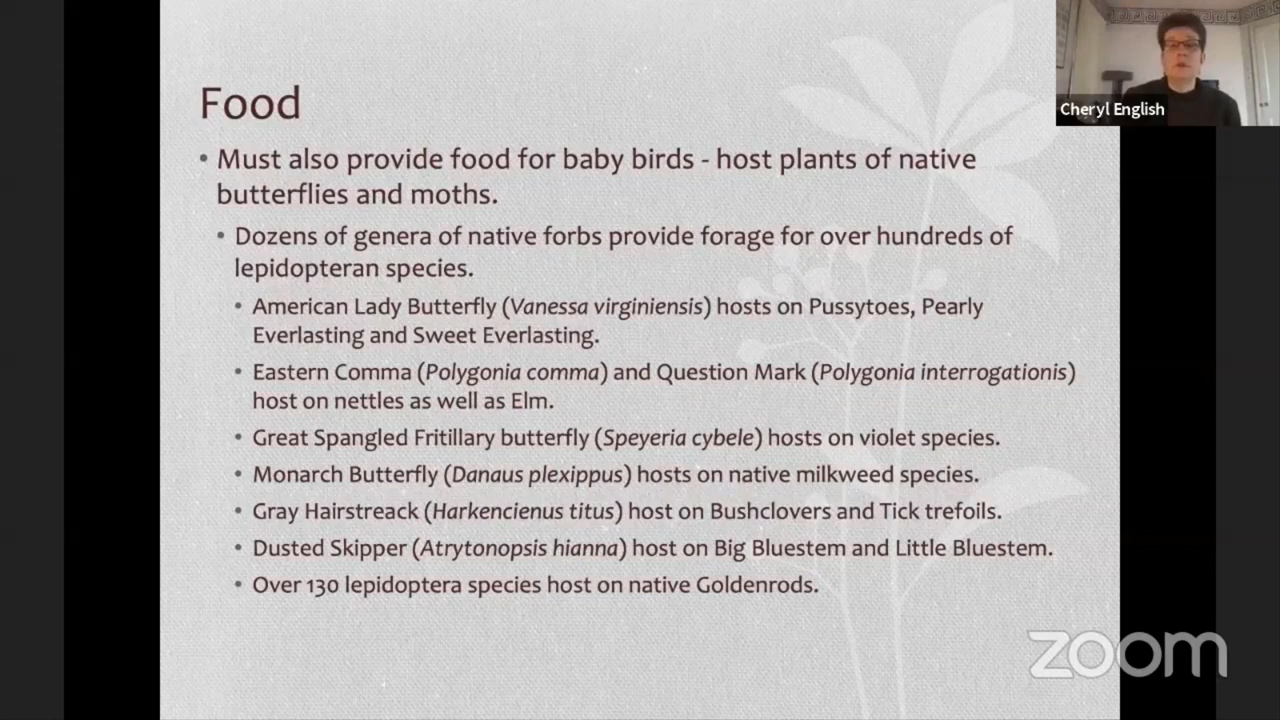 Cheryl English
Food
• Must also provide food for baby birds - host plants of native
butterflies and moths.
• Dozens of genera of native forbs provide forage for over hundreds of
lepidopteran species.
• American Lady Butterfly (Vanessa virginiensis) hosts on Pussytoes, Pearly
Everlasting and Sweet Everlasting.
• Eastern Comma (Polygonia comma) and Question Mark (Polygonia interrogationis)
host on nettles as well as Elm.
• Great Spangled Fritillary butterfly (Speyeria cybele) hosts on violet species.
• Monarch Butterfly (Danaus plexippus) hosts on native milkweed species.
• Gray Hairstreack (Harkencienus titus) host on Bushclovers and Tick trefoils.
• Dusted Skipper (Atrytonopsis hianna) host on Big Bluestem and Little Bluestem.
• Over 130 lepidoptera species host on native Goldenrods.
zoom